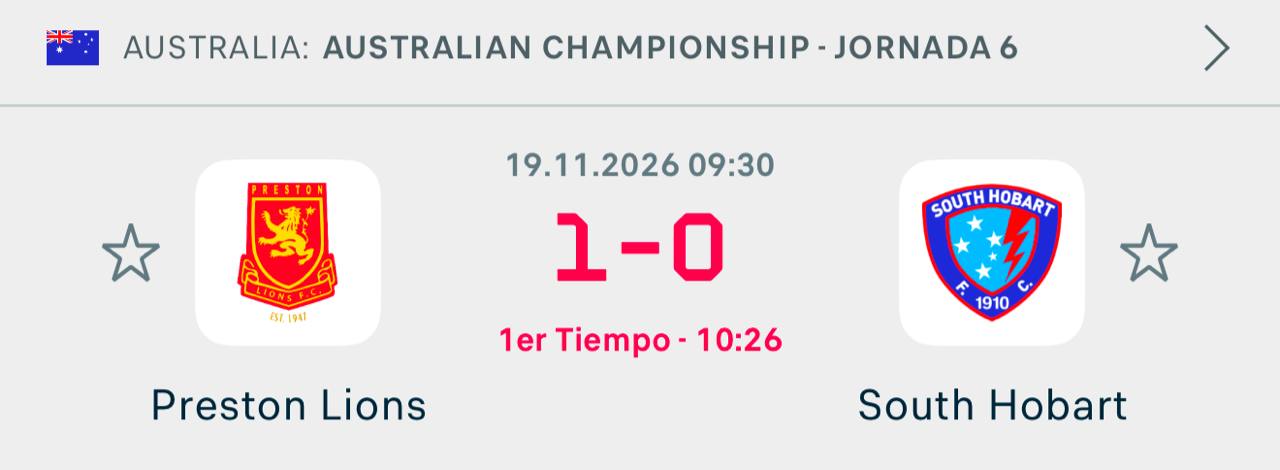 AUSTRALIA: AUSTRALIAN CHAMPIONSHIP - JORNADA 6
19.11.2026 09:30
1-0
1er Tiempo - 10:26
PRESTON
LIONS F.C.
EST. 1947
SOUTH HOBART
F. C.
1910
Preston Lions
South Hobart